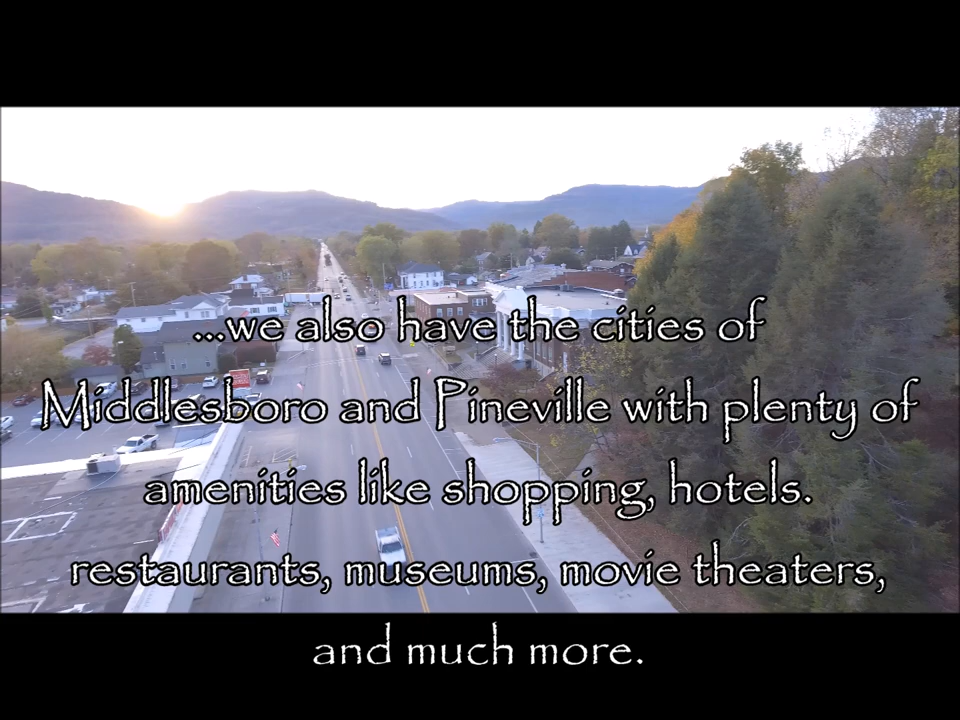 ...we also have the cities of
Middlesboro and Pineville with plenty of
amenities like shopping, hotels.
restaurants, museums, movie theaters,
and much more.